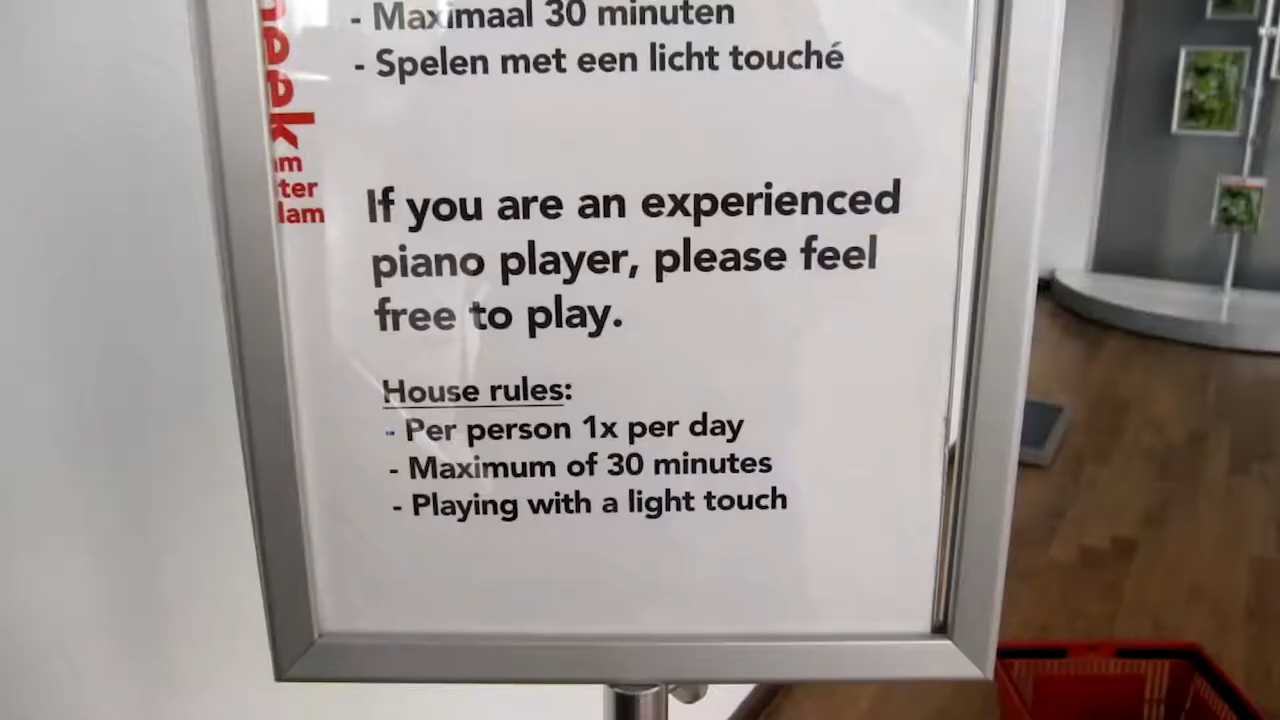 - Maximaal 30 minuten
- Spelen met een licht touché
If you are an experienced
piano player, please feel
free to play.
House rules:
- Per person 1x per day
- Maximum of 30 minutes
- Playing with a light touch